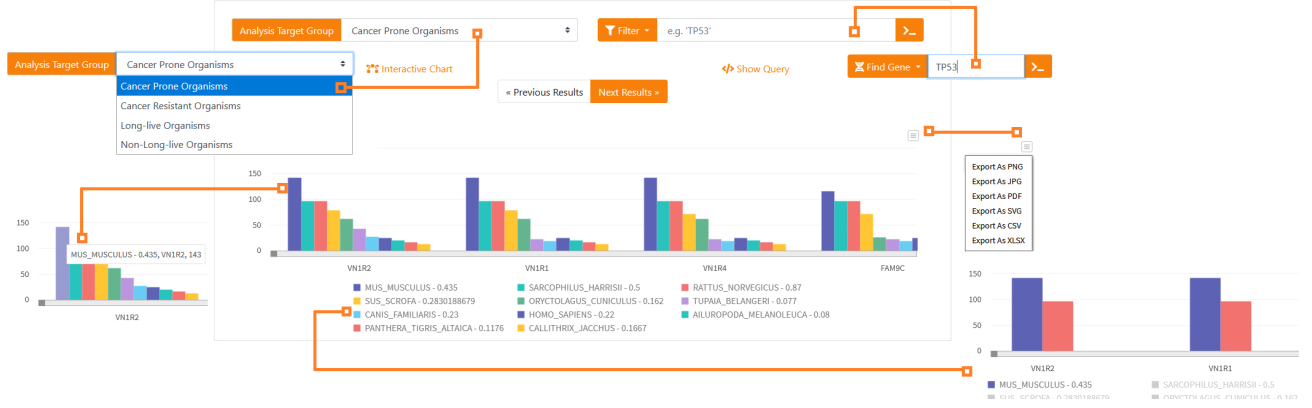 Analysis Target Group Cancer Prone Organisms Filter e.g. 'TP53' >_
Analysis Target Group Cancer Prone Organisms
Interactive Chart </> Show Query Find Gene TP53 >_
Cancer Prone Organisms
Cancer Resistant Organisms
Long-live Organisms
Non-Long-live Organisms
« Previous Results Next Results »
Export As PNG
Export As JPG
Export As PDF
Export As SVG
Export As CSV
Export As XLSX
150
100
50
0
VN1R2 VN1R1 VN1R4 FAM9C
MUS_MUSCULUS - 0.435 SARCOPHILUS_HARRISII - 0.5 RATTUS_NORVEGICUS - 0.87
SUS_SCROFA - 0.2830188679 ORYCTOLAGUS_CUNICULUS - 0.162 TUPAIA_BELANGERI - 0.077
CANIS_FAMILIARIS - 0.23 HOMO_SAPIENS - 0.22 AILUROPODA_MELANOLEUCA - 0.08
PANTHERA_TIGRIS_ALTAICA - 0.1176 CALLITHRIX_JACCHUS - 0.1667
150
100
50
0
MUS_MUSCULUS - 0.435, VN1R2, 143
VN1R2
150
100
50
0
VN1R2 VN1R1
MUS_MUSCULUS - 0.435 SARCOPHILUS_HARRISII - 0.5
SUS_SCROFA - 0.2830188679 ORYCTOLAGUS_CUNICULUS - 0.162